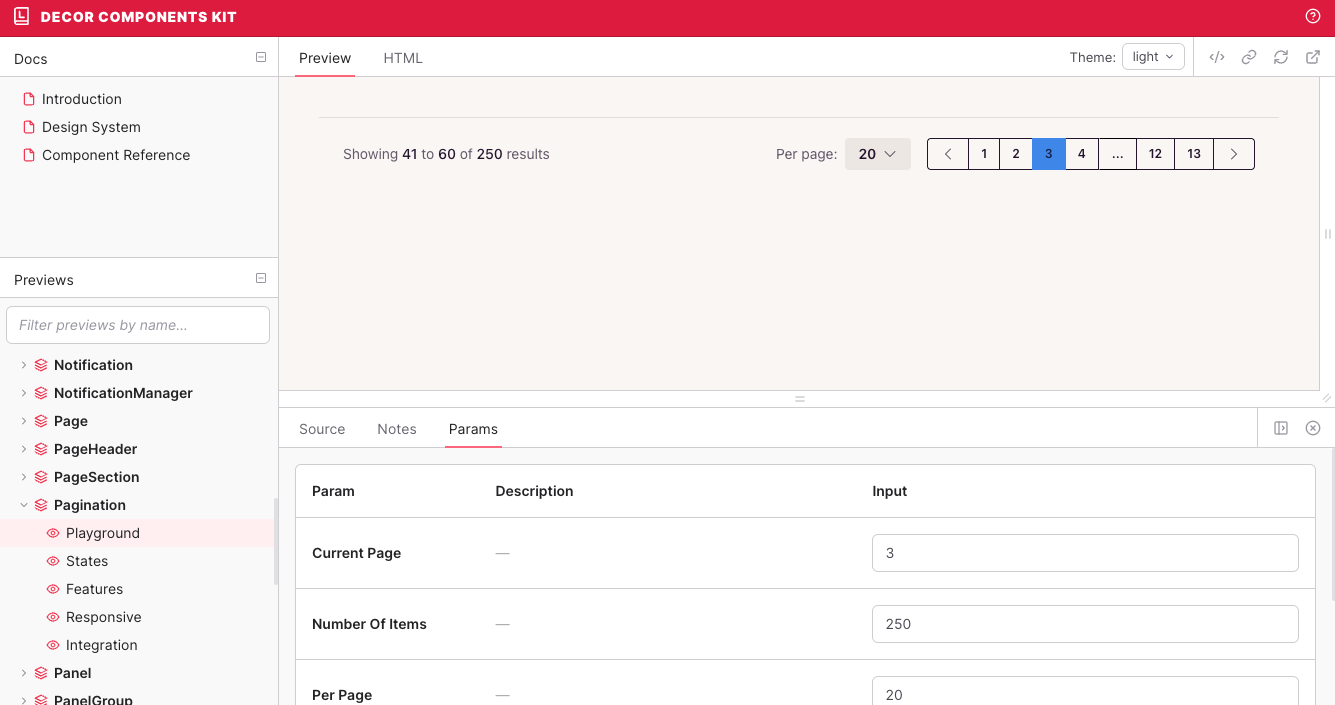 DECOR COMPONENTS KIT
Docs
Introduction
Design System
Component Reference
Previews
Filter previews by name...
Notification
NotificationManager
Page
PageHeader
PageSection
Pagination
Playground
States
Features
Responsive
Integration
Panel
PanelGroup
Preview HTML
Theme: light
Showing 41 to 60 of 250 results
Per page: 20
1 2 3 4 ... 12 13
Source Notes Params
Param Description Input
Current Page — 3
Number Of Items — 250
Per Page — 20